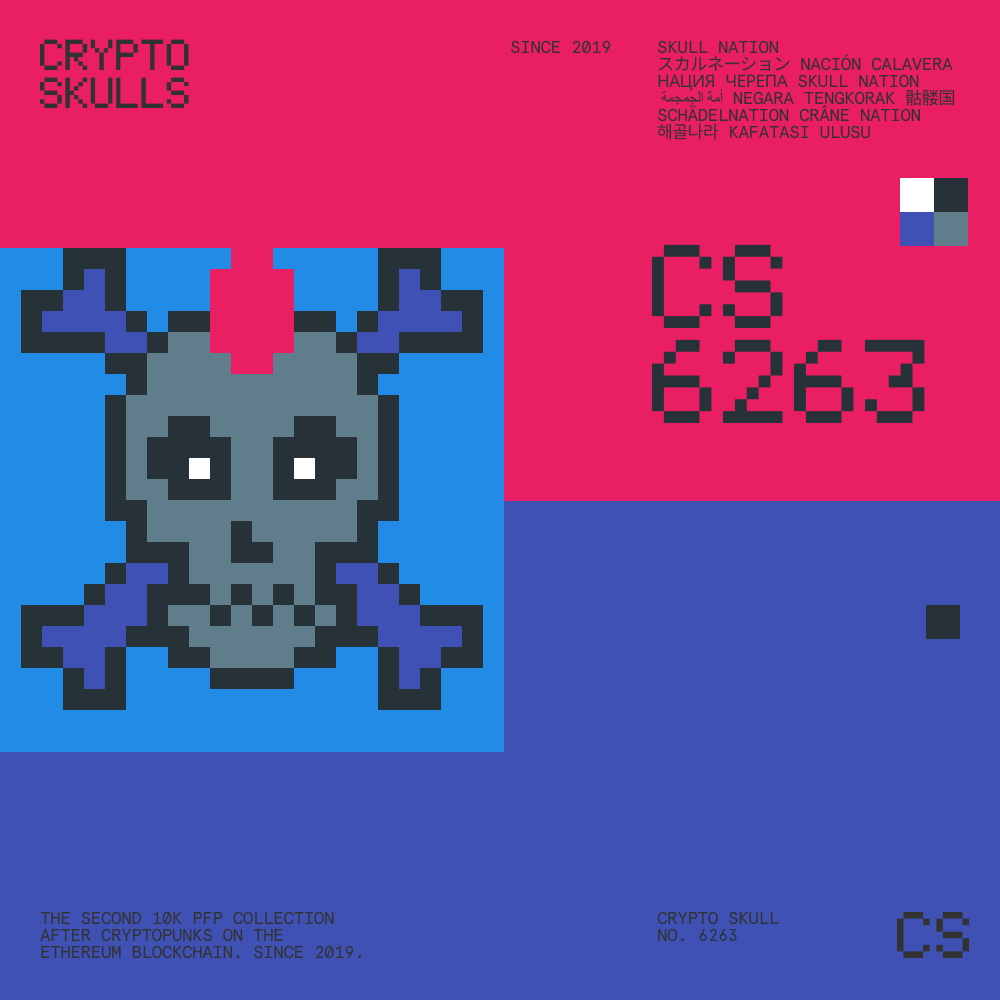 CRYPTO
SKULLS
SINCE 2019
SKULL NATION
スカルネーション NACIÓN CALAVERA
НАЦИЯ ЧЕРЕПА SKULL NATION
أمة الجمجمة NEGARA TENGKORAK 骷髅国
SCHÄDELNATION CRÂNE NATION
해골나라 KAFATASI ULUSU
CS
6263
THE SECOND 10K PFP COLLECTION
AFTER CRYPTOPUNKS ON THE
ETHEREUM BLOCKCHAIN. SINCE 2019.
CRYPTO SKULL
NO. 6263
CS